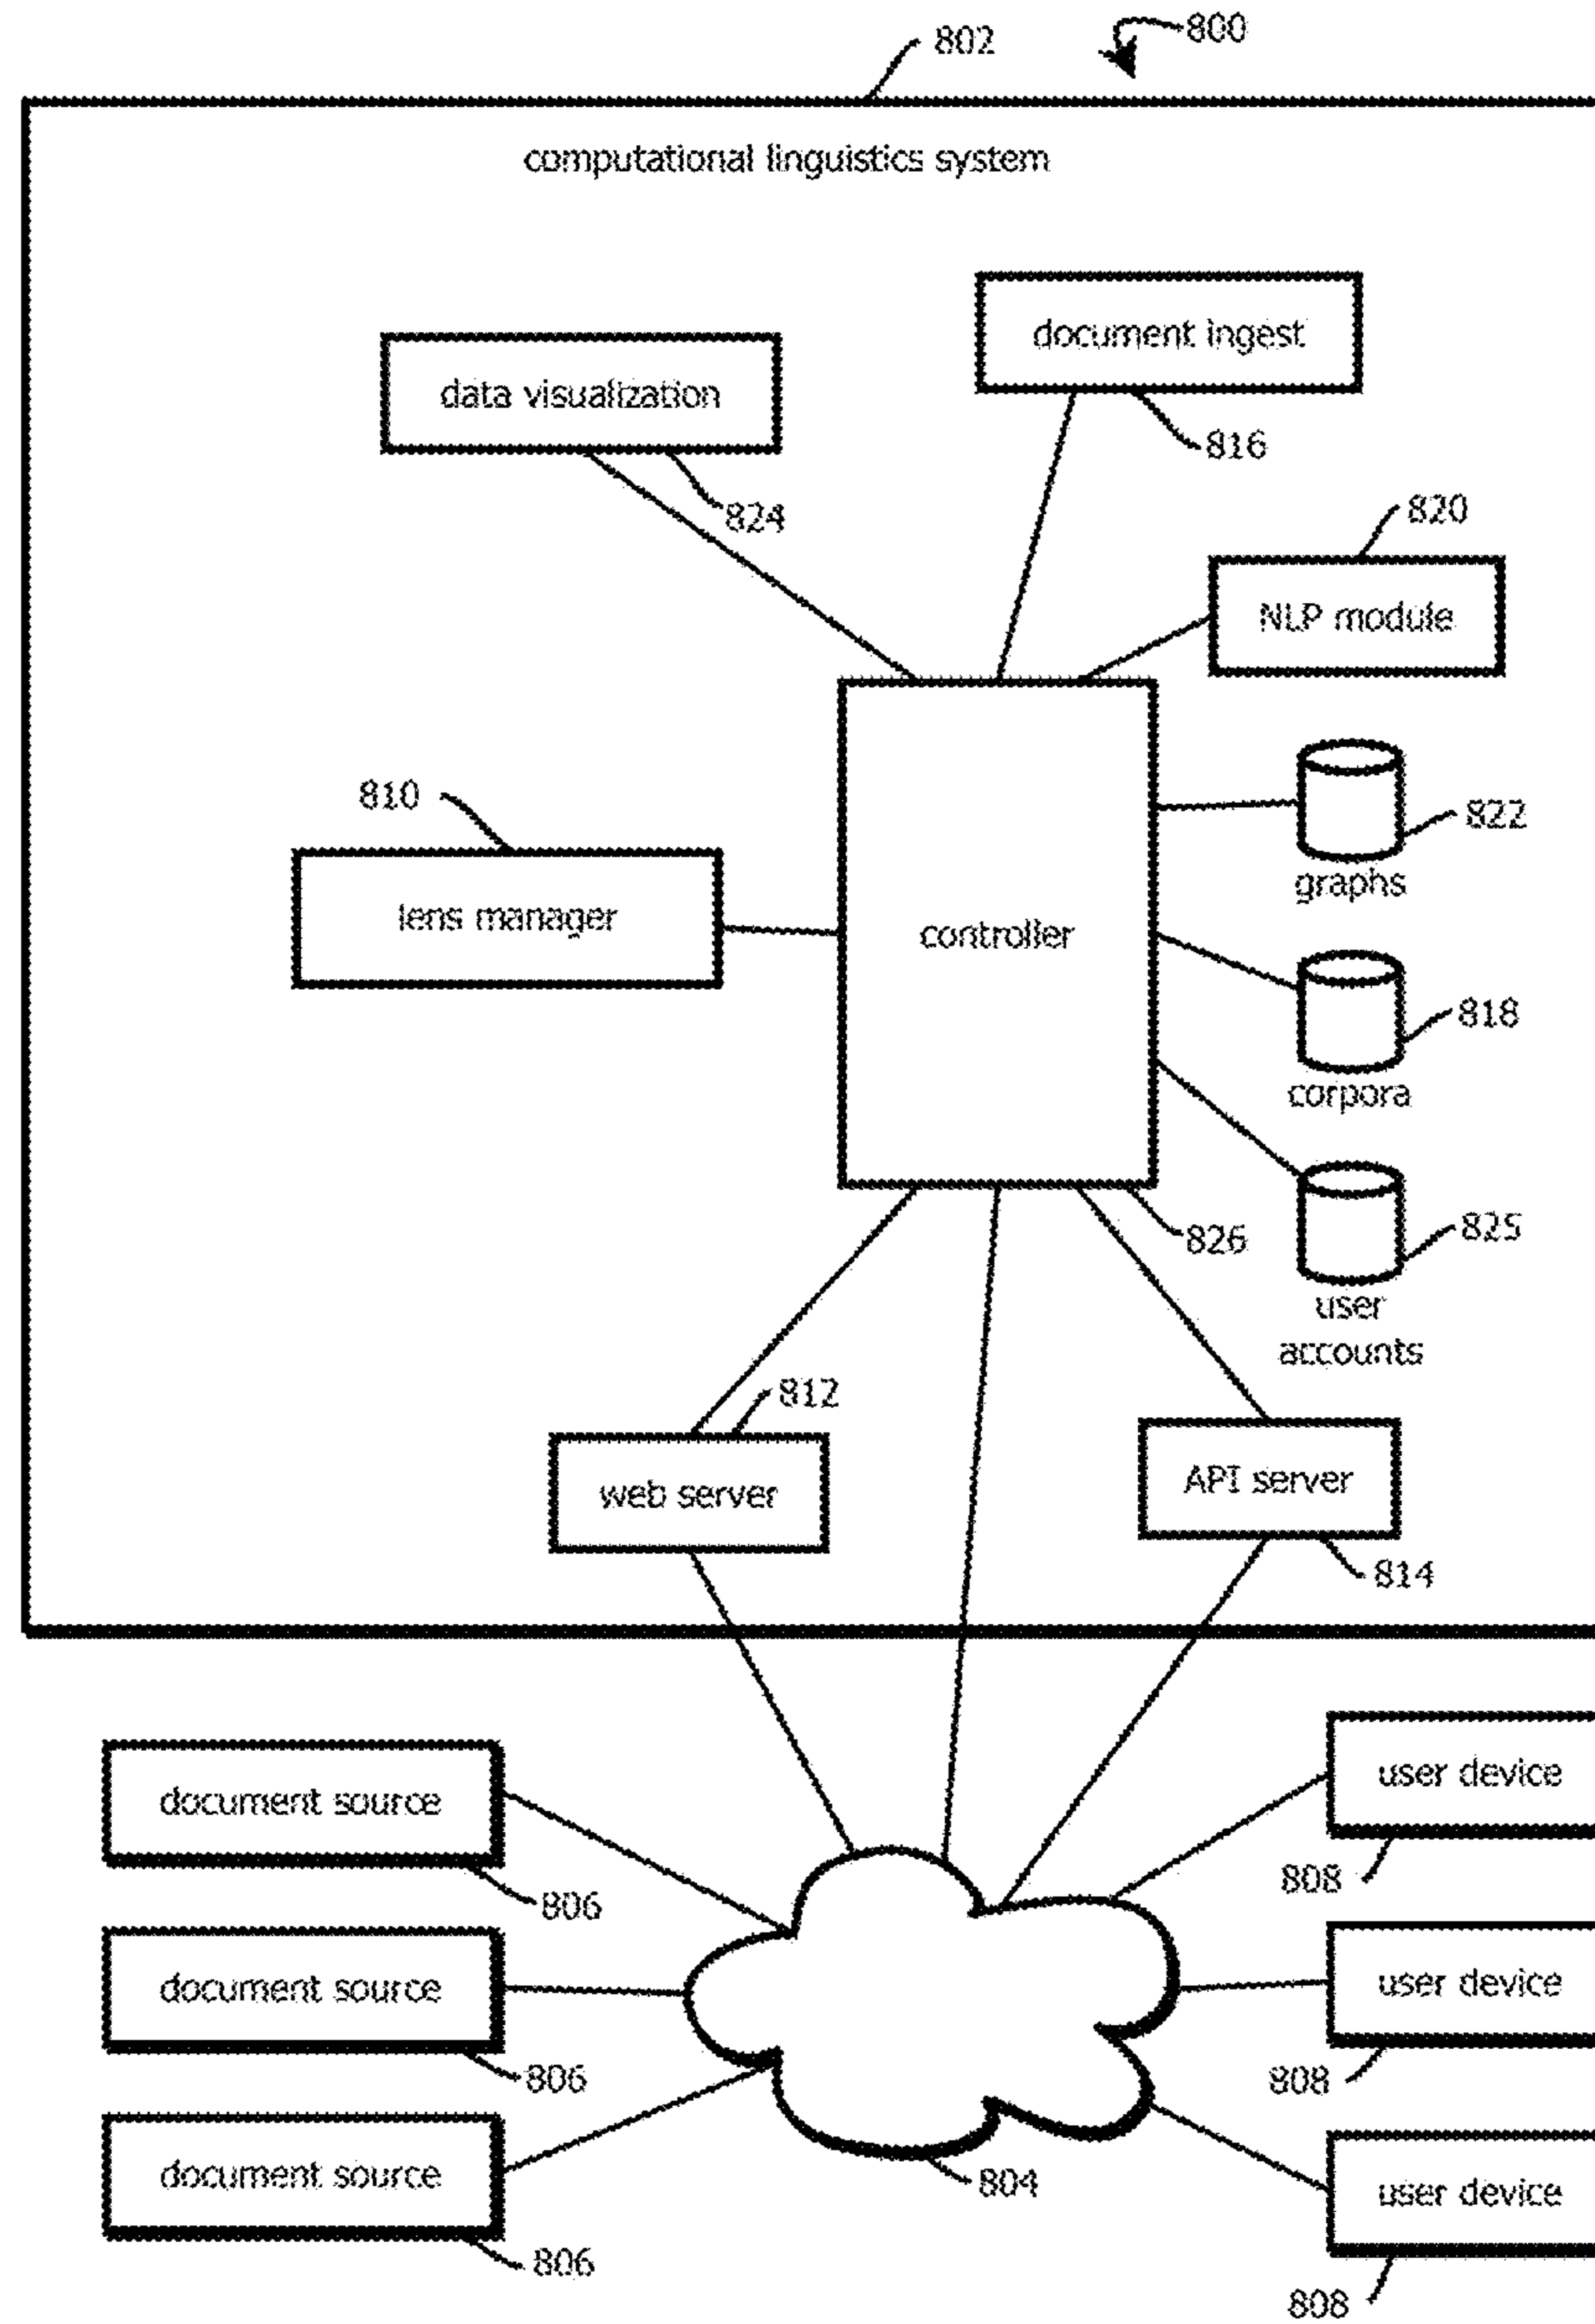 800
802
computational linguistics system
document ingest
data visualization
816
824
820
NLP module
810
822
graphs
lens manager
controller
818
corpora
826
825
user
accounts
812
web server
API server
814
document source
user device
808
806
document source
user device
806
808
document source
804
user device
806
808